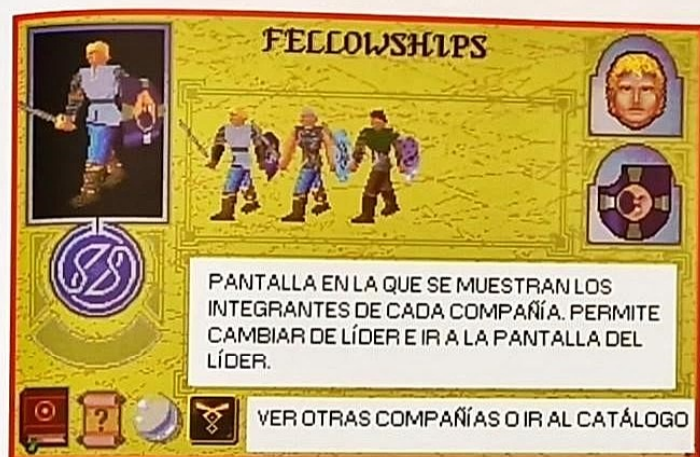 FELLOWSHIPS
PANTALLA EN LA QUE SE MUESTRAN LOS
INTEGRANTES DE CADA COMPAÑÍA. PERMITE
CAMBIAR DE LÍDER E IR A LA PANTALLA DEL
LÍDER.
?
VER OTRAS COMPAÑÍAS O IR AL CATÁLOGO